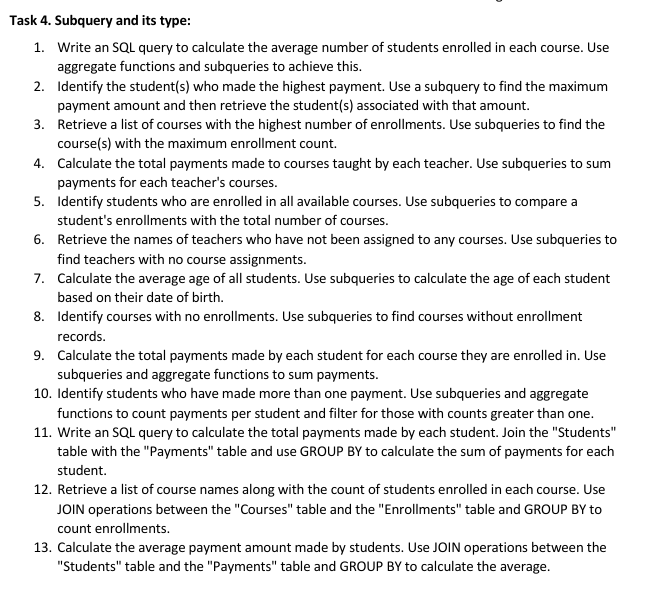 Task 4. Subquery and its type:
1. Write an SQL query to calculate the average number of students enrolled in each course. Use
aggregate functions and subqueries to achieve this.
2. Identify the student(s) who made the highest payment. Use a subquery to find the maximum
payment amount and then retrieve the student(s) associated with that amount.
3. Retrieve a list of courses with the highest number of enrollments. Use subqueries to find the
course(s) with the maximum enrollment count.
4. Calculate the total payments made to courses taught by each teacher. Use subqueries to sum
payments for each teacher's courses.
5. Identify students who are enrolled in all available courses. Use subqueries to compare a
student's enrollments with the total number of courses.
6. Retrieve the names of teachers who have not been assigned to any courses. Use subqueries to
find teachers with no course assignments.
7. Calculate the average age of all students. Use subqueries to calculate the age of each student
based on their date of birth.
8. Identify courses with no enrollments. Use subqueries to find courses without enrollment
records.
9. Calculate the total payments made by each student for each course they are enrolled in. Use
subqueries and aggregate functions to sum payments.
10. Identify students who have made more than one payment. Use subqueries and aggregate
functions to count payments per student and filter for those with counts greater than one.
11. Write an SQL query to calculate the total payments made by each student. Join the "Students"
table with the "Payments" table and use GROUP BY to calculate the sum of payments for each
student.
12. Retrieve a list of course names along with the count of students enrolled in each course. Use
JOIN operations between the "Courses" table and the "Enrollments" table and GROUP BY to
count enrollments.
13. Calculate the average payment amount made by students. Use JOIN operations between the
"Students" table and the "Payments" table and GROUP BY to calculate the average.